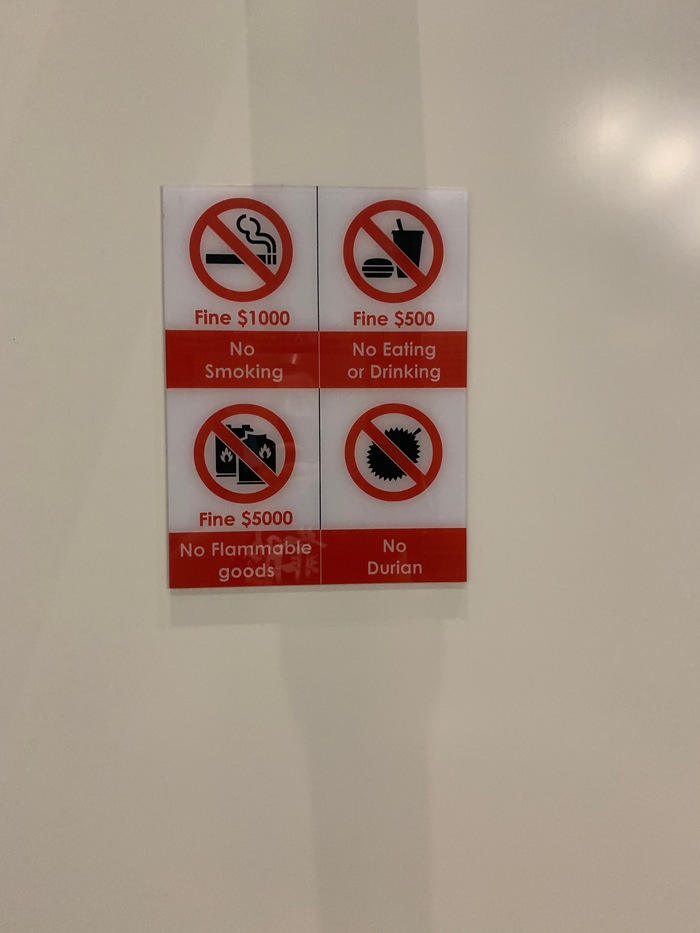 Fine $1000
No
Smoking
Fine $500
No Eating
or Drinking
Fine $5000
No Flammable
goods
No
Durian